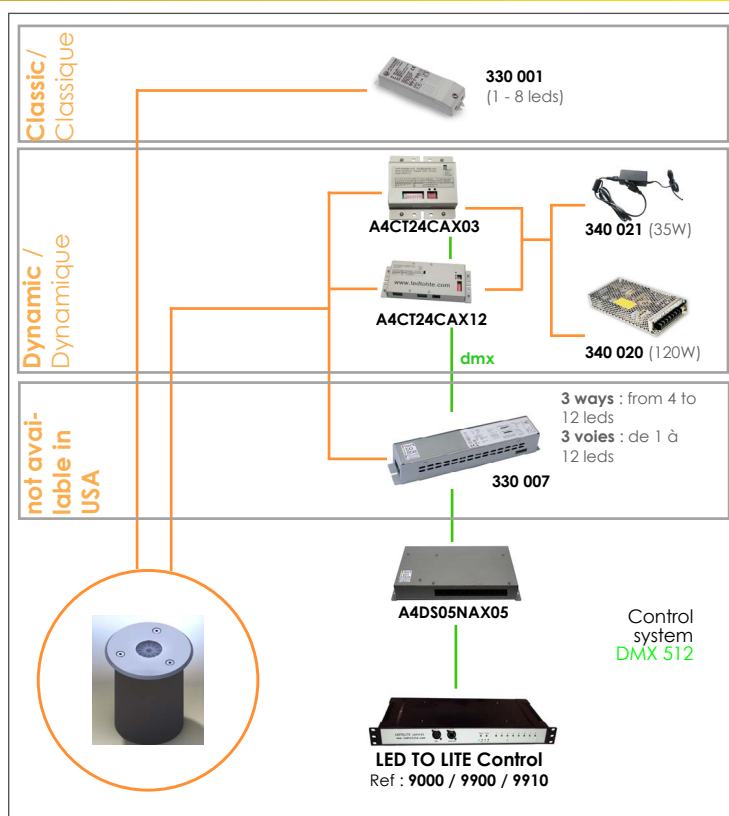 Classic/
Classique
330 001
(1 - 8 leds)
Dynamic /
Dynamique
A4CT24CAX03
www.ledtolite.com
A4CT24CAX12
340 021 (35W)
340 020 (120W)
dmx
not avai-
lable in
USA
3 ways : from 4 to
12 leds
3 voies : de 1 à
12 leds
330 007
A4DS05NAX05
Control
system
DMX 512
LED TO LITE Control
Ref : 9000 / 9900 / 9910